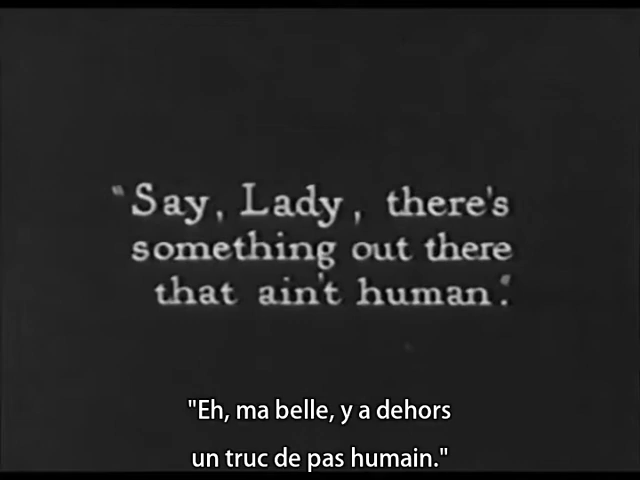 "Say, Lady, there's
something out there
that ain't human."
"Eh, ma belle, y a dehors
un truc de pas humain."